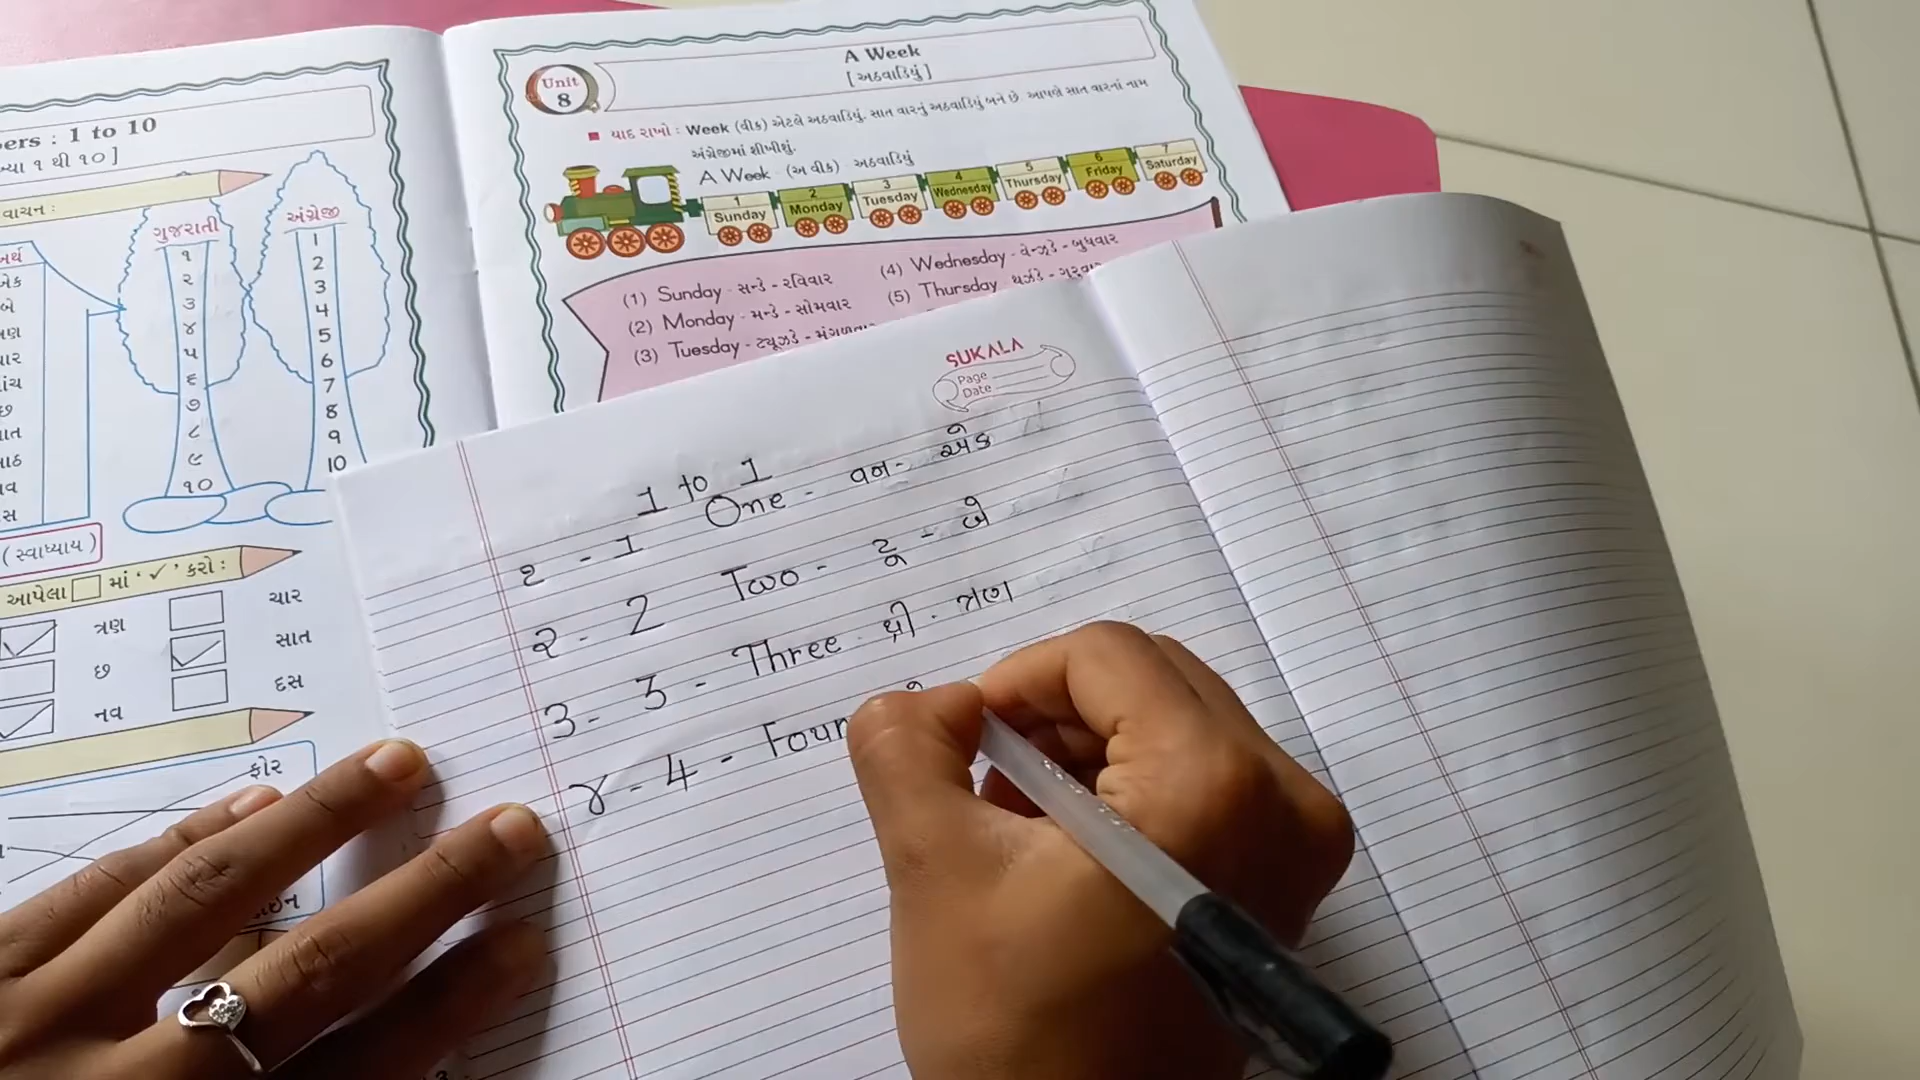 ers : 1 to 10
ખ્યા ૧ થી ૧૦ ]
વાચન :
ગુજરાતી
૧
૨
૩
૪
૫
૬
૭
૮
૯
૧૦
અંગ્રેજી
1
2
3
4
5
6
7
8
9
10
( સ્વાધ્યાય )
આપેલા માં ‘✓’ કરો :
ત્રણ ચાર
છ સાત
નવ દસ
ફોર
Unit
8
A Week
[ અઠવાડિયું ]
યાદ રાખો : Week (વીક) એટલે અઠવાડિયું. સાત વારનું અઠવાડિયું બને છે. આપણે સાત વારનાં નામ
અંગ્રેજીમાં શીખીશું.
A Week - (અ વીક) - અઠવાડિયું
1 Sunday
2 Monday
3 Tuesday
4 Wednesday
5 Thursday
6 Friday
7 Saturday
(1) Sunday - સન્ડે - રવિવાર
(2) Monday - મન્ડે - સોમવાર
(3) Tuesday - ટ્યૂઝડે -
(4) Wednesday - વેન્ઝ્ડે - બુધવાર
(5) Thursday થર્ઝડે -
SUKALA
Page
Date
1 to 1
૧ - 1 One - વન - એક
૨ - 2 Two - ટૂ - બે
૩ - 3 - Three - થ્રી - ત્રણ
૪ - 4 - Four